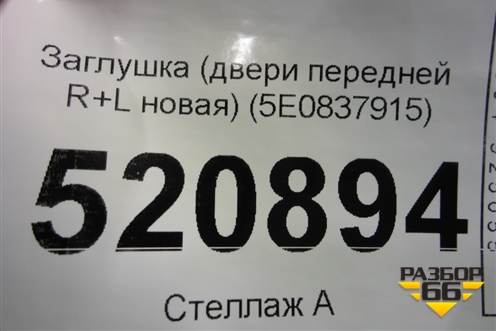 Заглушка (двери передней
R+L новая) (5E0837915)
520894
Стеллаж А
РАЗБОР
66